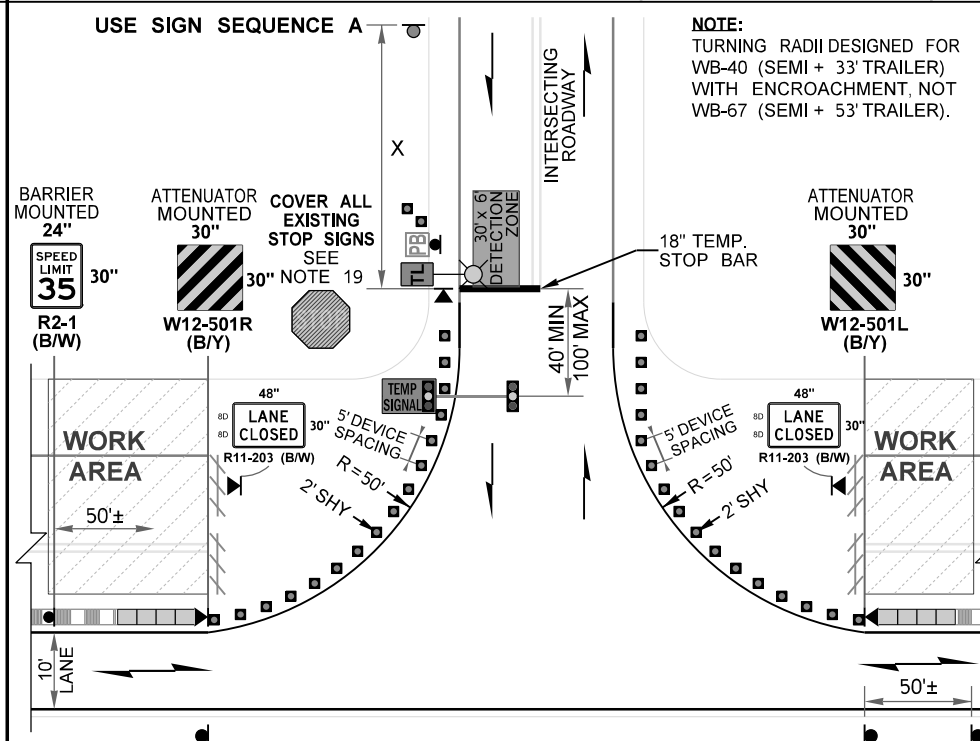 USE SIGN SEQUENCE A
NOTE:
TURNING RADII DESIGNED FOR
WB-40 (SEMI + 33' TRAILER)
WITH ENCROACHMENT, NOT
WB-67 (SEMI + 53' TRAILER).
INTERSECTING
ROADWAY
X
BARRIER
MOUNTED
24"
SPEED
LIMIT
35
30"
R2-1
(B/W)
ATTENUATOR
MOUNTED
30"
30"
W12-501R
(B/Y)
COVER ALL
EXISTING
STOP SIGNS
SEE
NOTE 19
STOP
PB
TL
30' x 6'
DETECTION
ZONE
18" TEMP.
STOP BAR
ATTENUATOR
MOUNTED
30"
30"
W12-501L
(B/Y)
40' MIN
100' MAX
TEMP
SIGNAL
48"
8D
8D
LANE
CLOSED
30"
R11-203 (B/W)
5' DEVICE
SPACING
R=50'
2' SHY
WORK
AREA
50'±
5' DEVICE
SPACING
R=50'
2' SHY
48"
8D
8D
LANE
CLOSED
30"
R11-203 (B/W)
WORK
AREA
10'
LANE
50'±